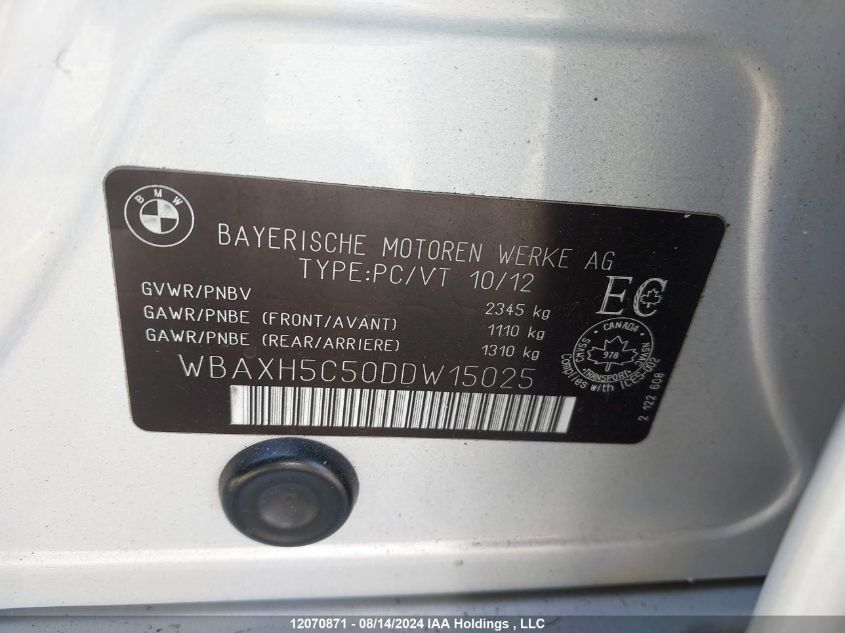 BMW
BAYERISCHE MOTOREN WERKE AG
TYPE:PC/VT 10/12
GVWR/PNBV 2345 kg
GAWR/PNBE (FRONT/AVANT) 1110 kg
GAWR/PNBE (REAR/ARRIERE) 1310 kg
WBAXH5C50DDW15025
EC
CANADA
978
TRANSPORT
Complies with ICES-002
2 122 608
12070871 - 08/14/2024 IAA Holdings , LLC